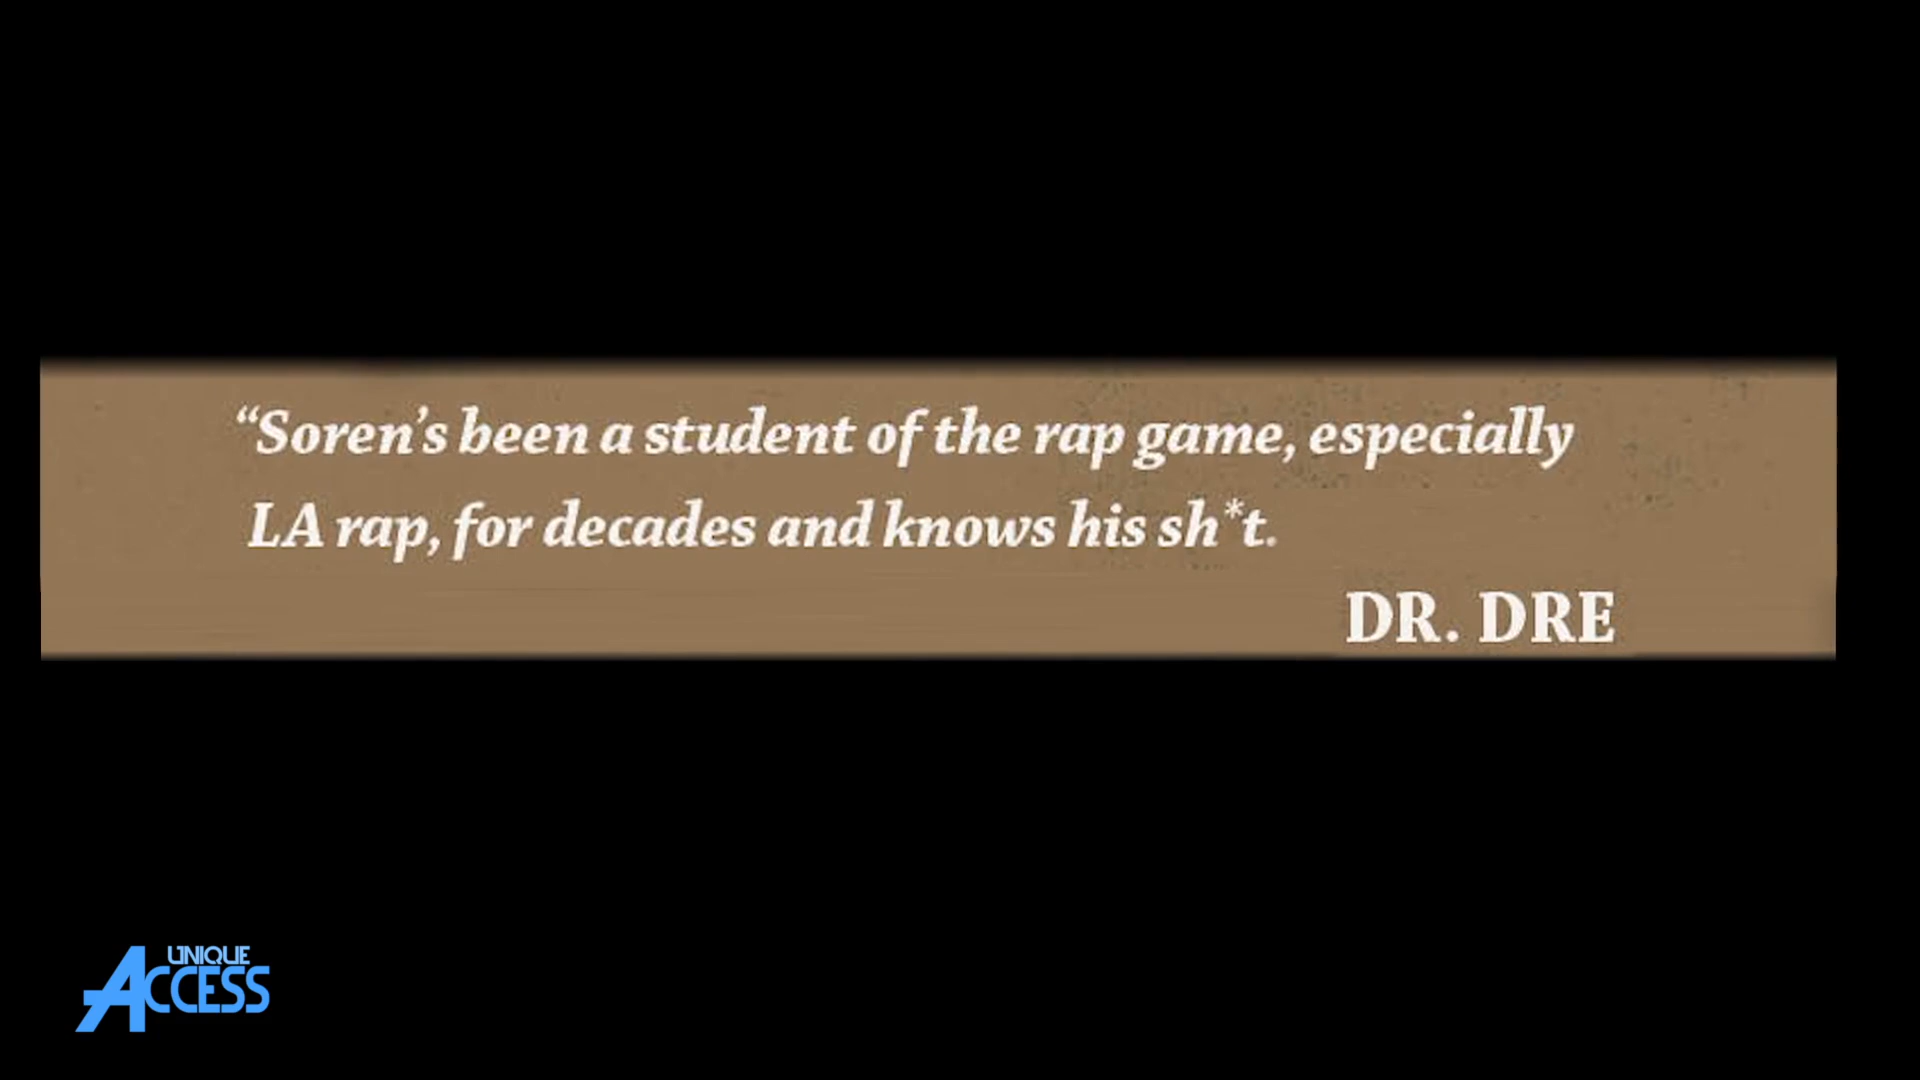 “Soren’s been a student of the rap game, especially
LA rap, for decades and knows his sh*t.
DR. DRE
UNIQUE
ACCESS